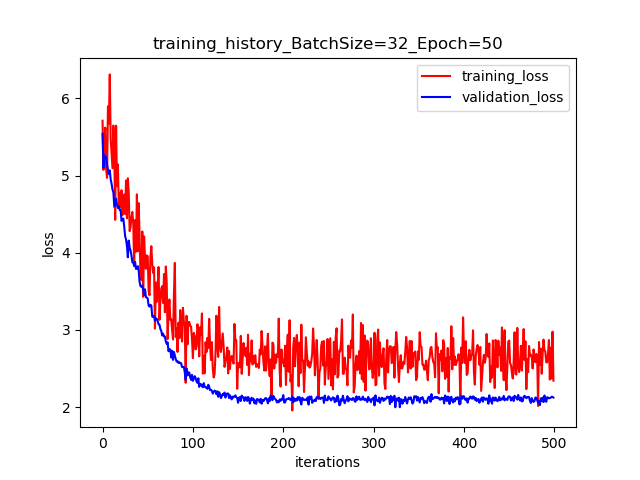 training_history_BatchSize=32_Epoch=50
training_loss
validation_loss
loss
6
5
4
3
2
0
100
200
300
400
500
iterations